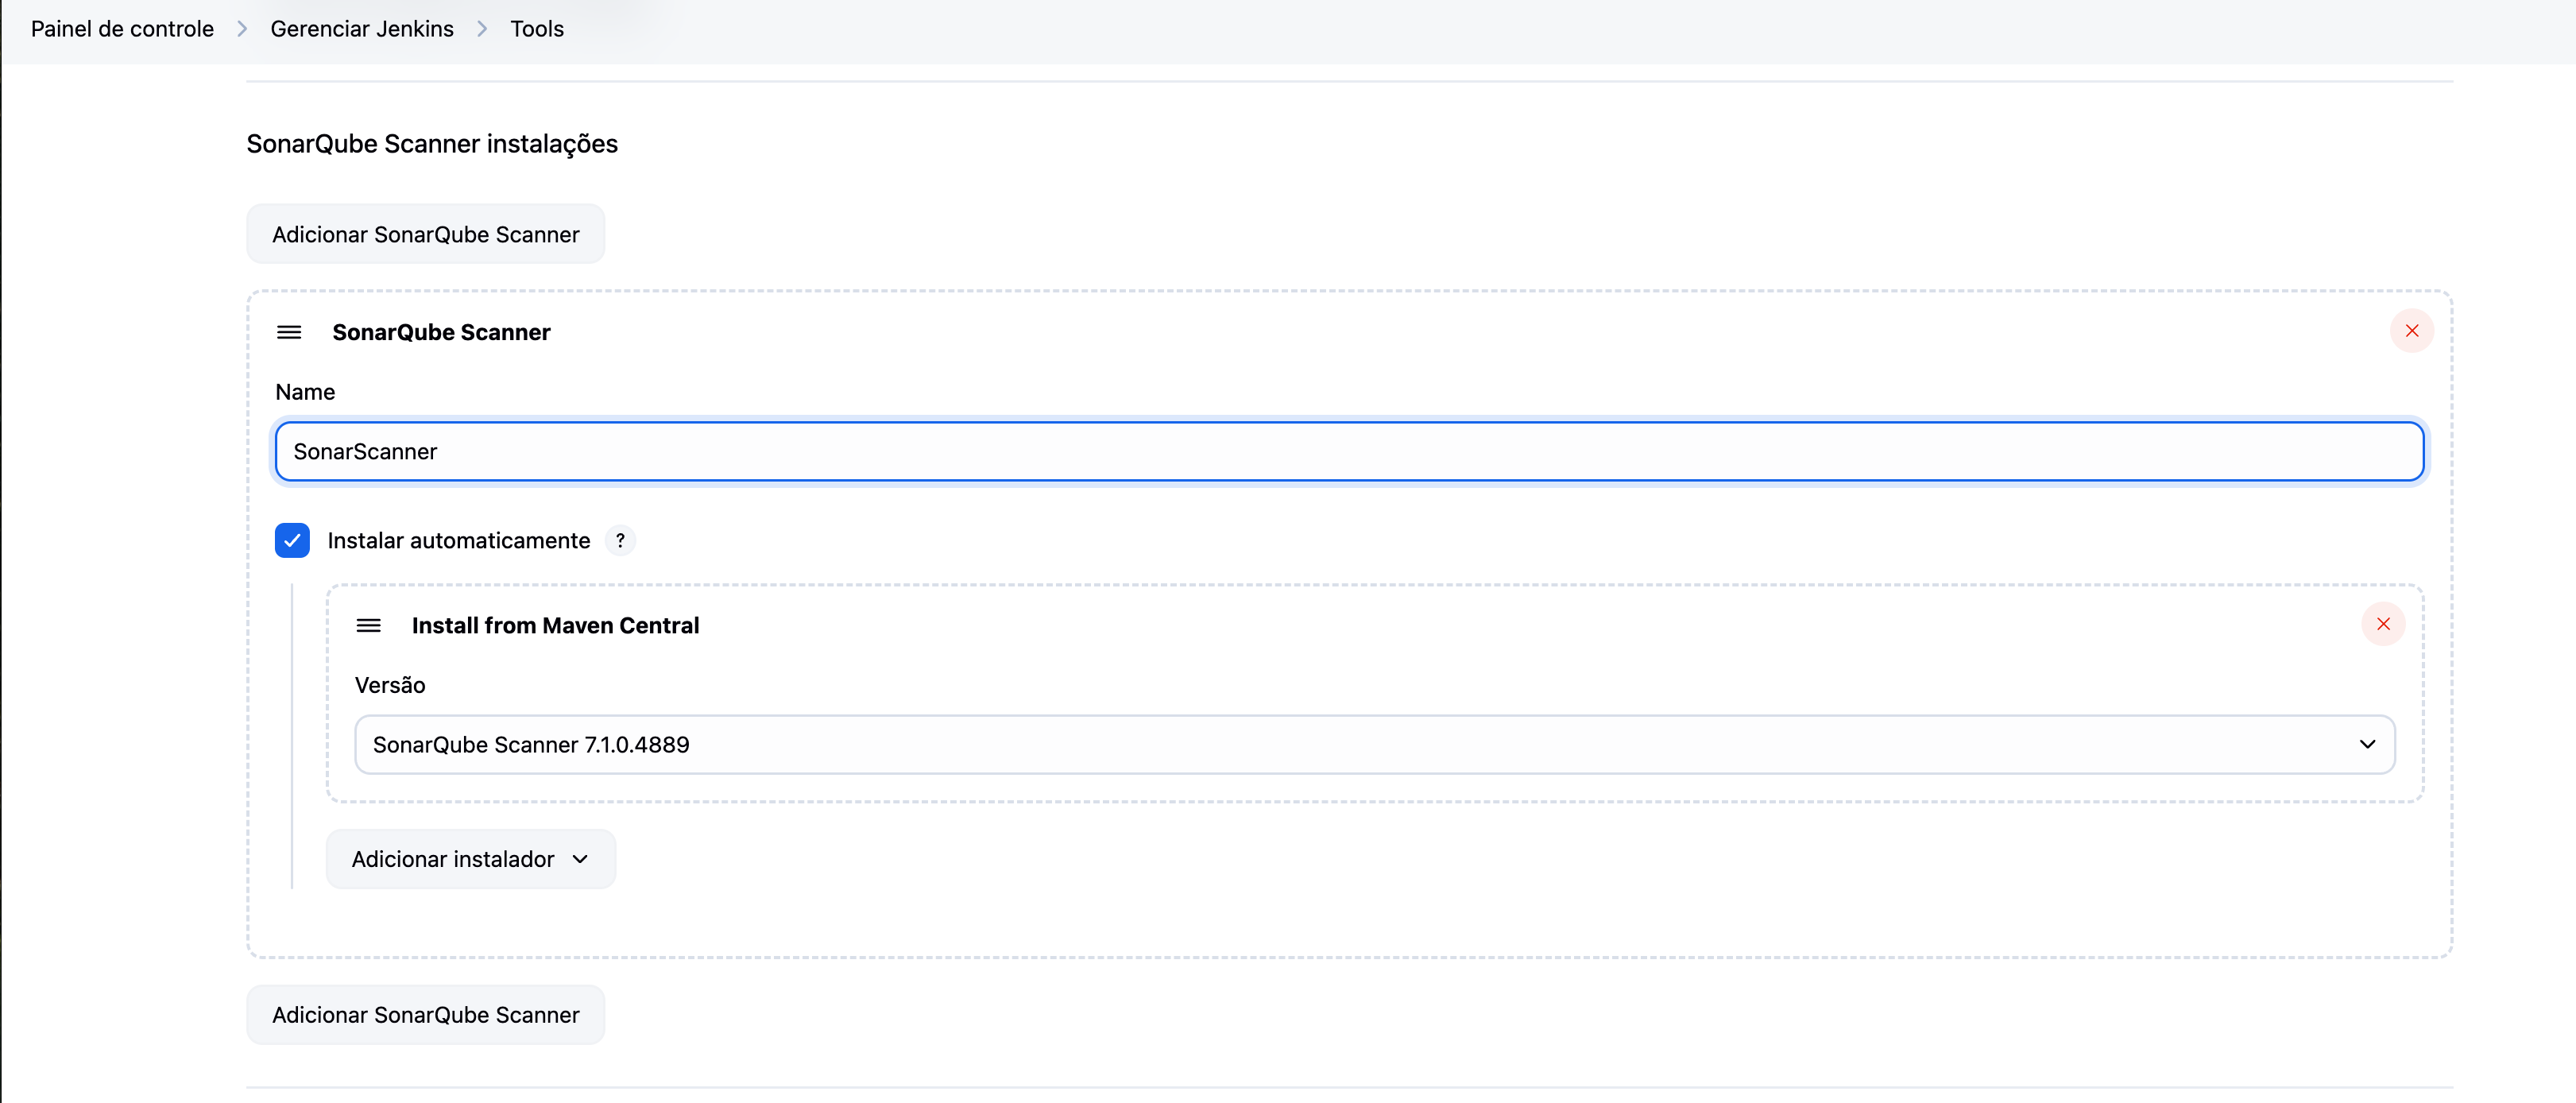 Painel de controle > Gerenciar Jenkins > Tools
SonarQube Scanner instalações
Adicionar SonarQube Scanner
SonarQube Scanner
Name
SonarScanner
Instalar automaticamente ?
Install from Maven Central
Versão
SonarQube Scanner 7.1.0.4889
Adicionar instalador
Adicionar SonarQube Scanner